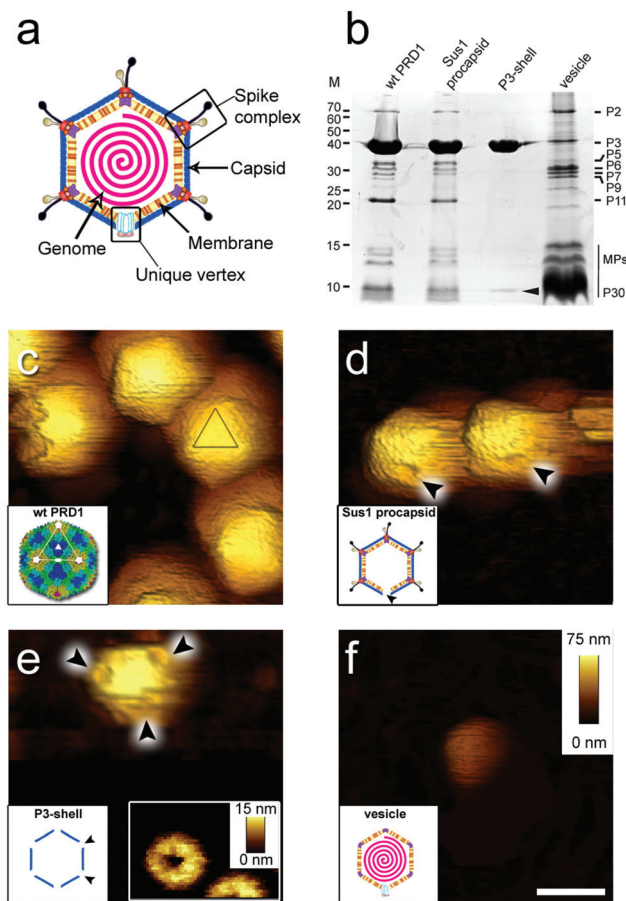 a
Spike
complex
Capsid
Membrane
Genome
Unique vertex
b
M
wt PRD1
Sus1
procapsid
P3-shell
vesicle
70
60
50
40
30
25
20
15
10
P2
P3
P5
P6
P7
P9
P11
MPs
P30
c
wt PRD1
d
Sus1 procapsid
e
P3-shell
15 nm
0 nm
f
75 nm
0 nm
vesicle